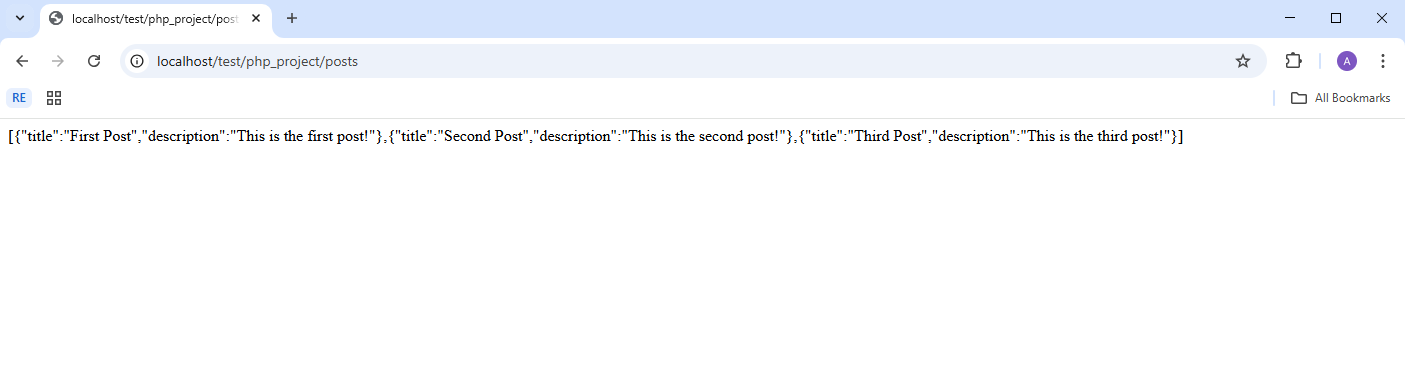 localhost/test/php_project/post
localhost/test/php_project/posts
A
RE
All Bookmarks
[{"title":"First Post","description":"This is the first post!"},{"title":"Second Post","description":"This is the second post!"},{"title":"Third Post","description":"This is the third post!"}]